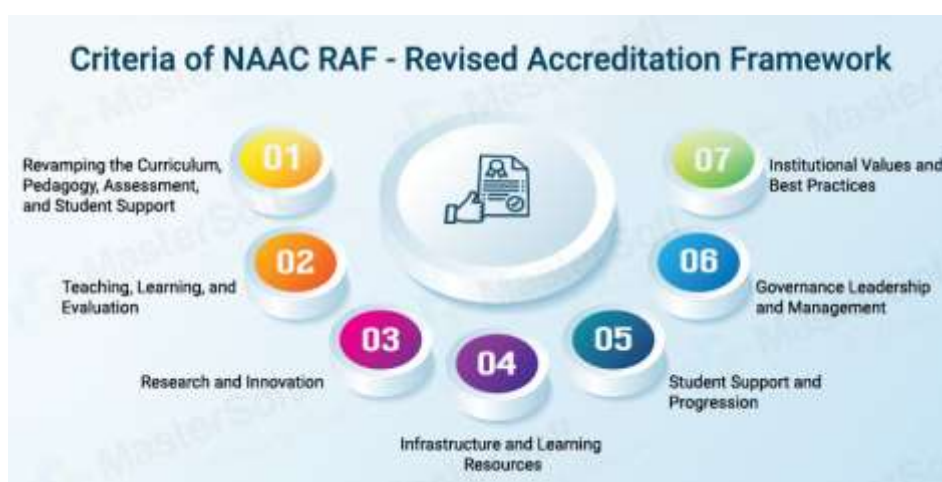 Criteria of NAAC RAF - Revised Accreditation Framework
01
Revamping the Curriculum,
Pedagogy, Assessment,
and Student Support
02
Teaching, Learning, and
Evaluation
03
Research and Innovation
04
Infrastructure and Learning
Resources
05
Student Support and
Progression
06
Governance Leadership
and Management
07
Institutional Values and
Best Practices